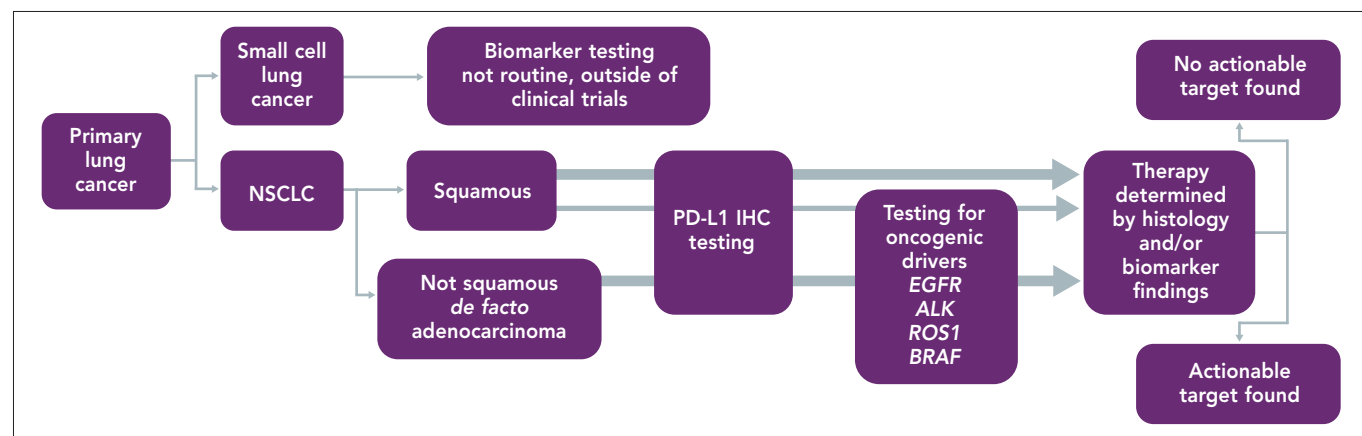 Primary
lung
cancer
Small cell
lung
cancer
Biomarker testing
not routine, outside of
clinical trials
NSCLC
Squamous
Not squamous
de facto
adenocarcinoma
PD-L1 IHC
testing
Testing for
oncogenic
drivers
EGFR
ALK
ROS1
BRAF
Therapy
determined
by histology
and/or
biomarker
findings
No actionable
target found
Actionable
target found